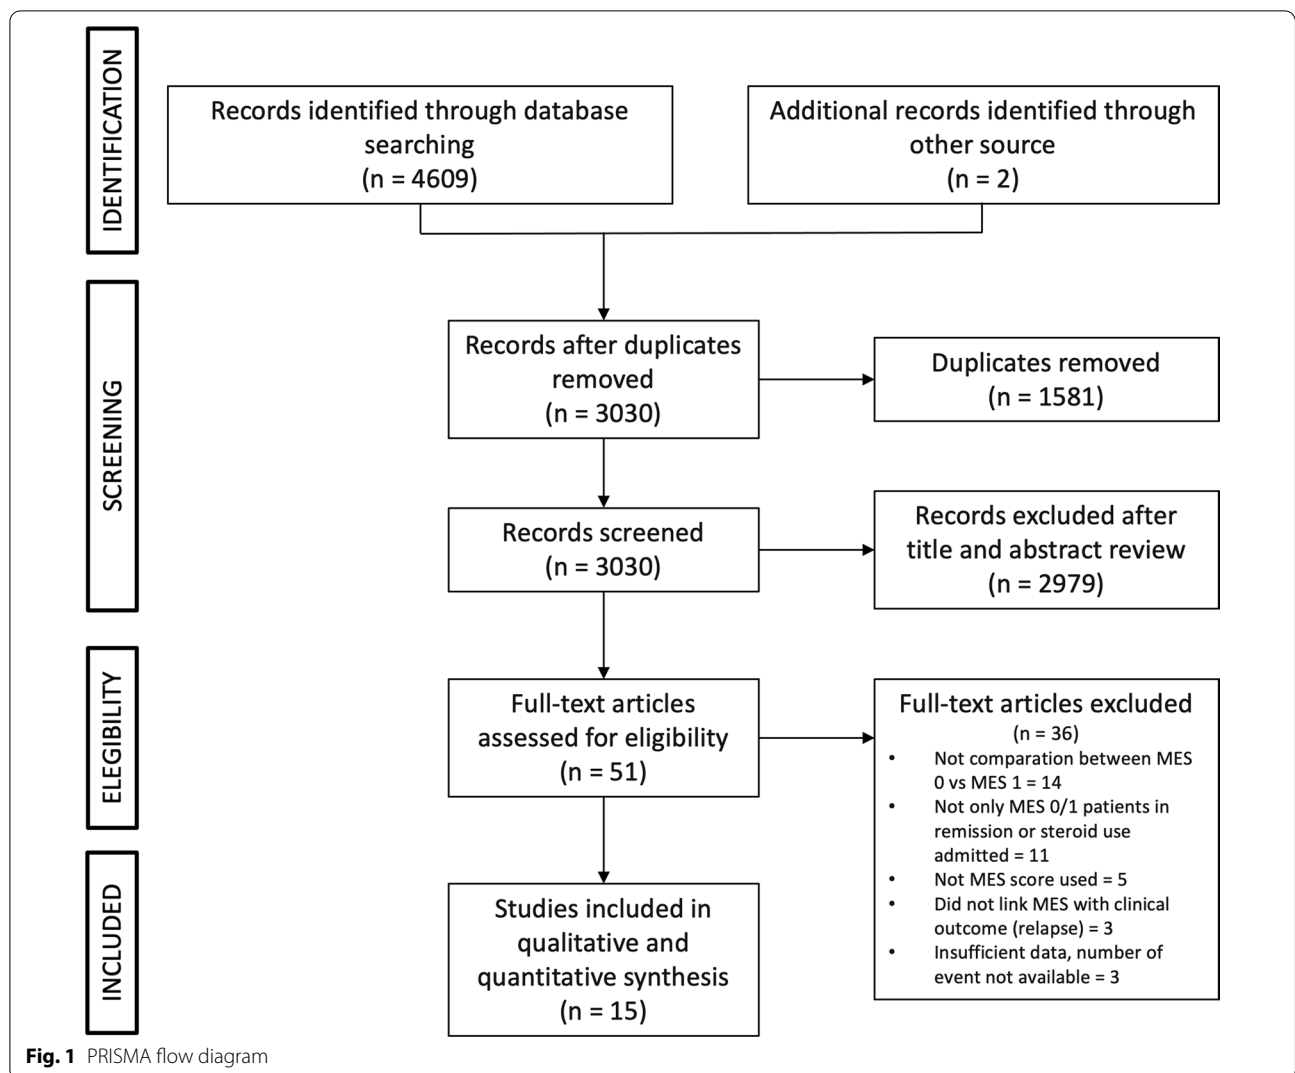 IDENTIFICATION
Records identified through database
searching
(n = 4609)
Additional records identified through
other source
(n = 2)
SCREENING
Records after duplicates
removed
(n = 3030)
Duplicates removed
(n = 1581)
Records screened
(n = 3030)
Records excluded after
title and abstract review
(n = 2979)
ELEGIBILITY
Full-text articles
assessed for eligibility
(n = 51)
Full-text articles excluded
(n = 36)
• Not comparation between MES
0 vs MES 1 = 14
• Not only MES 0/1 patients in
remission or steroid use
admitted = 11
• Not MES score used = 5
• Did not link MES with clinical
outcome (relapse) = 3
• Insufficient data, number of
event not available = 3
INCLUDED
Studies included in
qualitative and
quantitative synthesis
(n = 15)
Fig. 1 PRISMA flow diagram